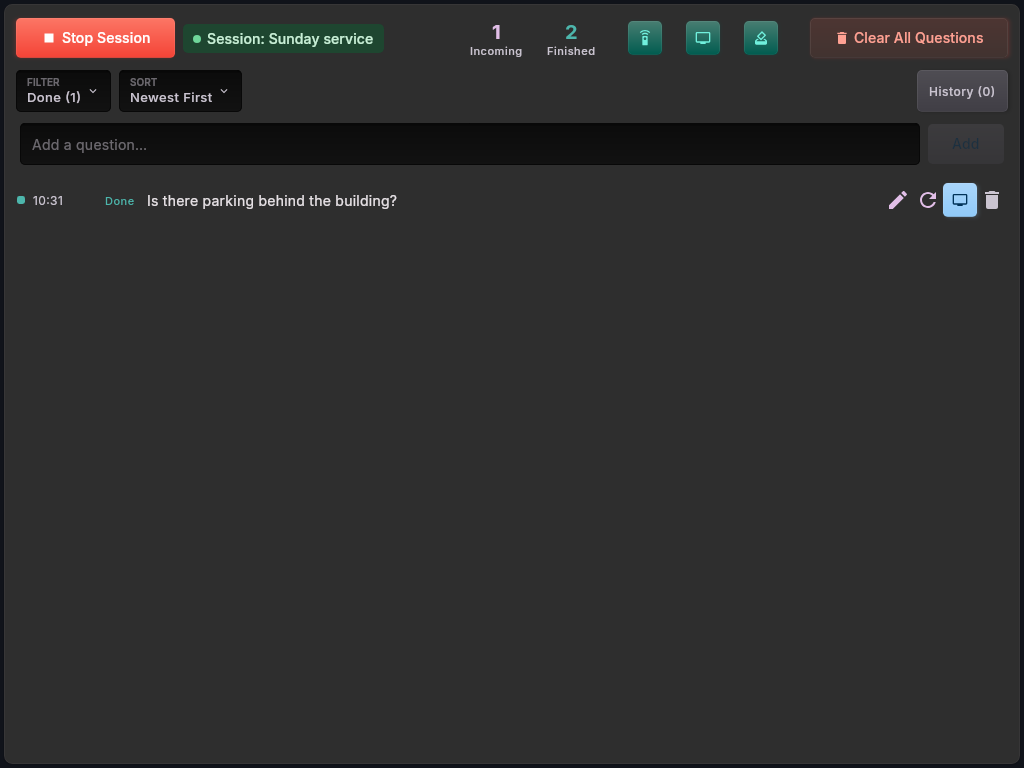 Stop Session
Session: Sunday service
1
Incoming
2
Finished
Clear All Questions
FILTER
Done (1)
SORT
Newest First
History (0)
Add a question...
Add
10:31
Done
Is there parking behind the building?